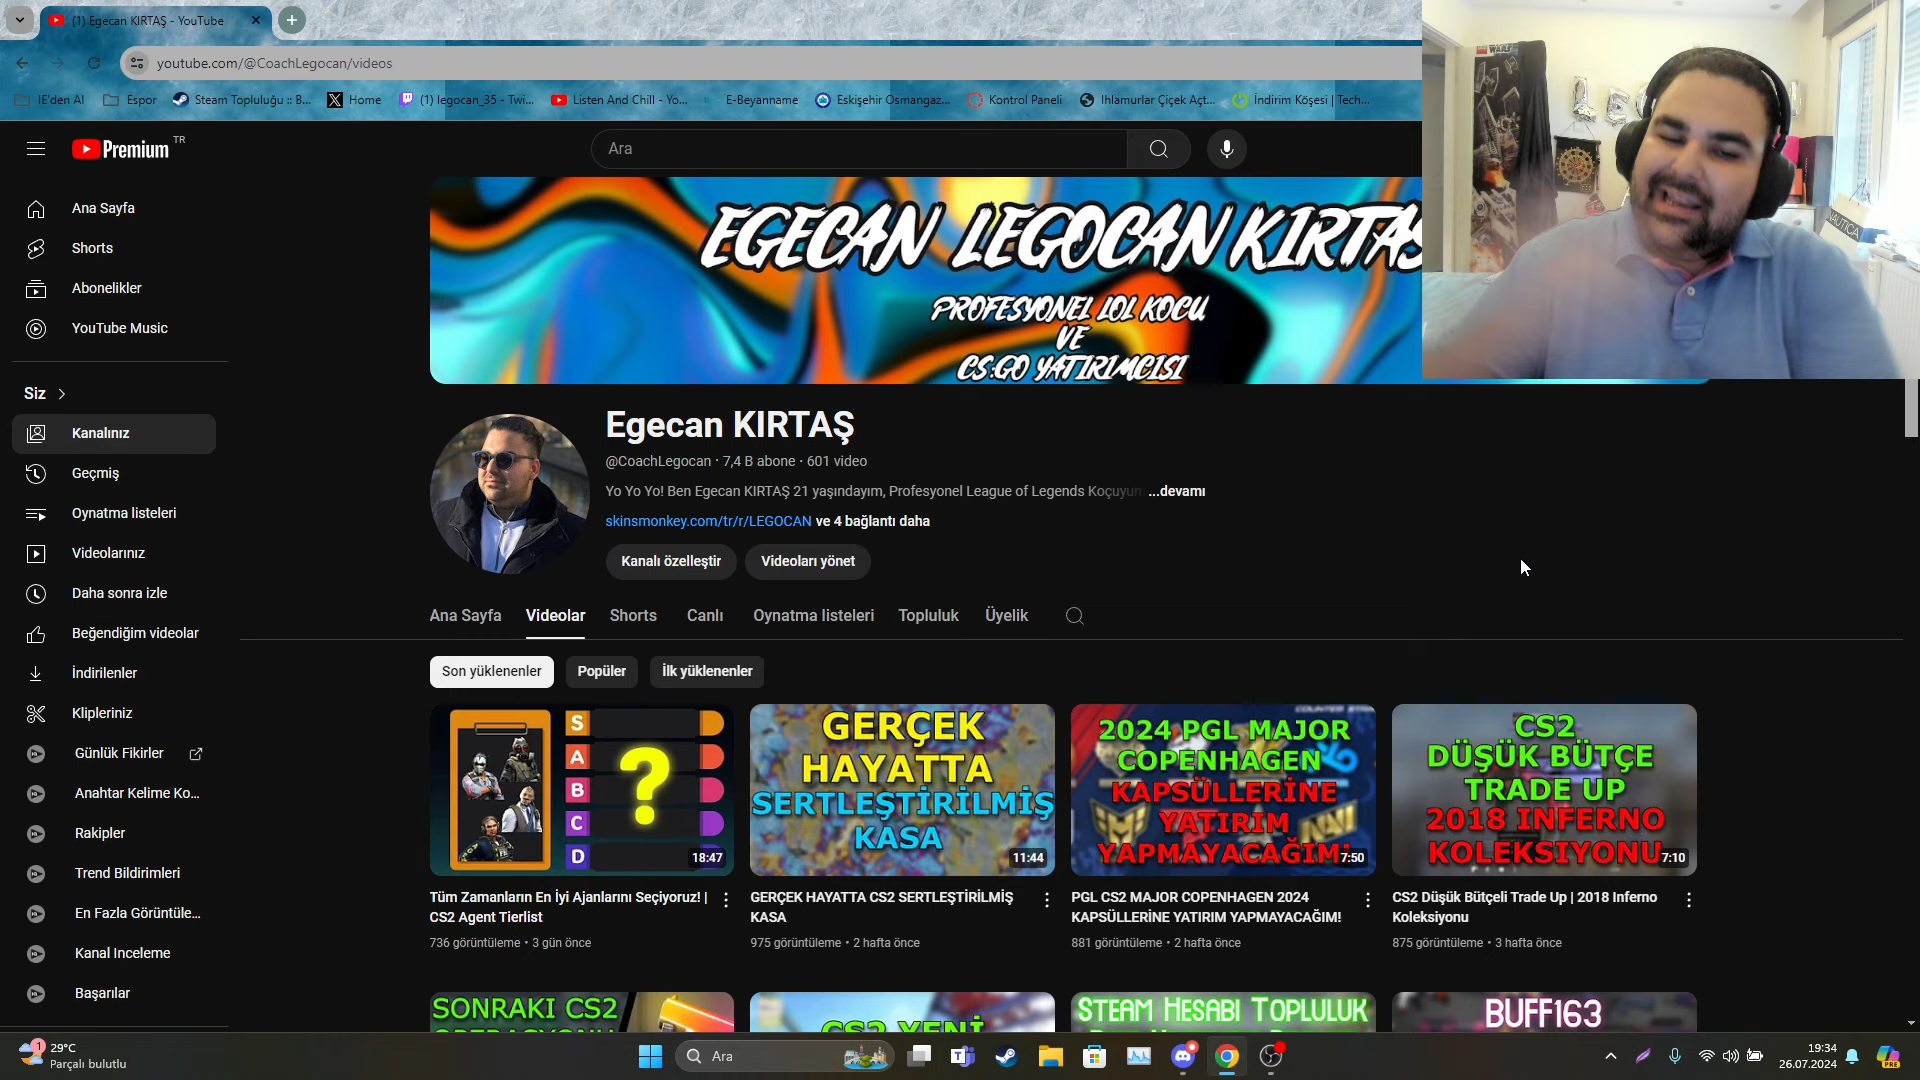 (1) Egecan KIRTAŞ - YouTube
youtube.com/@CoachLegocan/videos
IE'den Al
Espor
Steam Topluluğu :: B...
Home
(1) legocan_35 - Twi...
Listen And Chill - Yo...
E-Beyanname
Eskişehir Osmangaz...
Kontrol Paneli
Ihlamurlar Çiçek Açt...
İndirim Köşesi | Tech...
Premium TR
Ara
Ana Sayfa
Shorts
Abonelikler
YouTube Music
Siz
Kanalınız
Geçmiş
Oynatma listeleri
Videolarınız
Daha sonra izle
Beğendiğim videolar
İndirilenler
Klipleriniz
Günlük Fikirler
Anahtar Kelime Ko...
Rakipler
Trend Bildirimleri
En Fazla Görüntüle...
Kanal Inceleme
Başarılar
EGECAN LEGOCAN KIRTAŞ
PROFESYONEL LOL KOCU
VE
CS:GO YATIRIMCISI
NAUTICA
Egecan KIRTAŞ
@CoachLegocan · 7,4 B abone · 601 video
Yo Yo Yo! Ben Egecan KIRTAŞ 21 yaşındayım, Profesyonel League of Legends Koçuyum ...devamı
skinsmonkey.com/tr/r/LEGOCAN ve 4 bağlantı daha
Kanalı özelleştir
Videoları yönet
Ana Sayfa
Videolar
Shorts
Canlı
Oynatma listeleri
Topluluk
Üyelik
Son yüklenenler
Popüler
İlk yüklenenler
S
A
B
C
D
?
18:47
Tüm Zamanların En İyi Ajanlarını Seçiyoruz! |
CS2 Agent Tierlist
736 görüntüleme • 3 gün önce
GERÇEK
HAYATTA
SERTLEŞTİRİLMİŞ
KASA
11:44
GERÇEK HAYATTA CS2 SERTLEŞTİRİLMİŞ
KASA
975 görüntüleme • 2 hafta önce
COUNTER STRIKE
2024 PGL MAJOR
COPENHAGEN
KAPSÜLLERİNE
YATIRIM
YAPMAYACAĞIM!
7:50
PGL CS2 MAJOR COPENHAGEN 2024
KAPSÜLLERİNE YATIRIM YAPMAYACAĞIM!
881 görüntüleme • 2 hafta önce
CS2
DÜŞÜK BÜTÇE
TRADE UP
2018 INFERNO
KOLEKSIYONU
7:10
CS2 Düşük Bütçeli Trade Up | 2018 Inferno
Koleksiyonu
875 görüntüleme • 3 hafta önce
SONRAKI CS2
OPERASYONU
CS2 YENİ
STEAM HESABI TOPLULUK
BUFF163
1
29°C
Parçalı bulutlu
Ara
19:34
26.07.2024
PRE